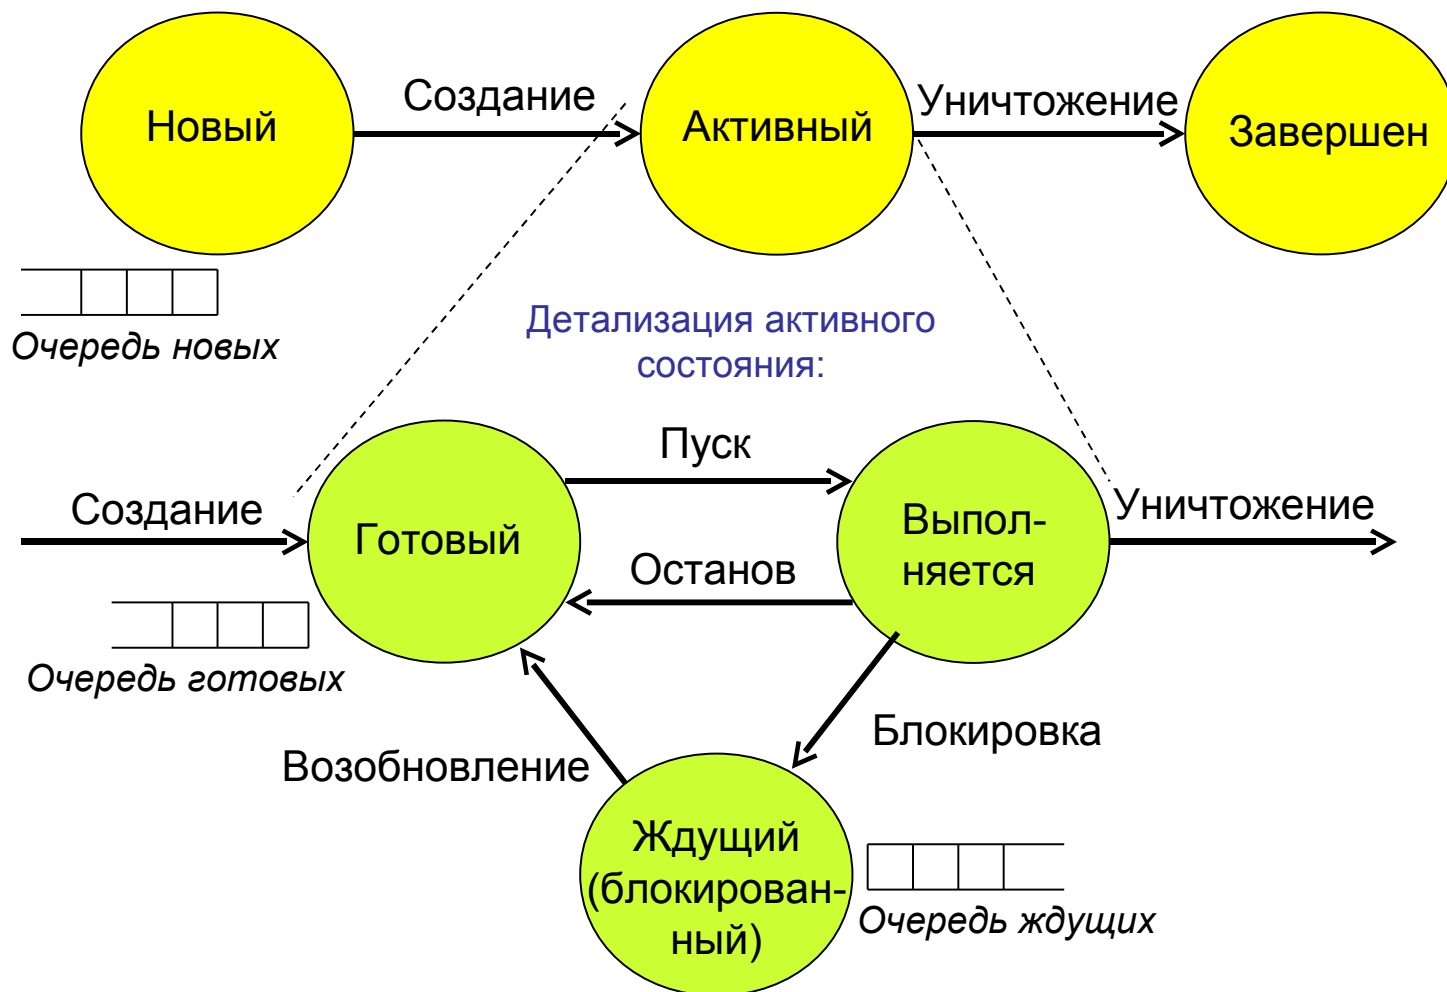 Создание
Уничтожение
Новый
Активный
Завершен
Очередь новых
Детализация активного
состояния:
Пуск
Создание
Уничтожение
Готовый
Выпол-
няется
Останов
Очередь готовых
Блокировка
Возобновление
Ждущий
(блокирован-
ный)
Очередь ждущих